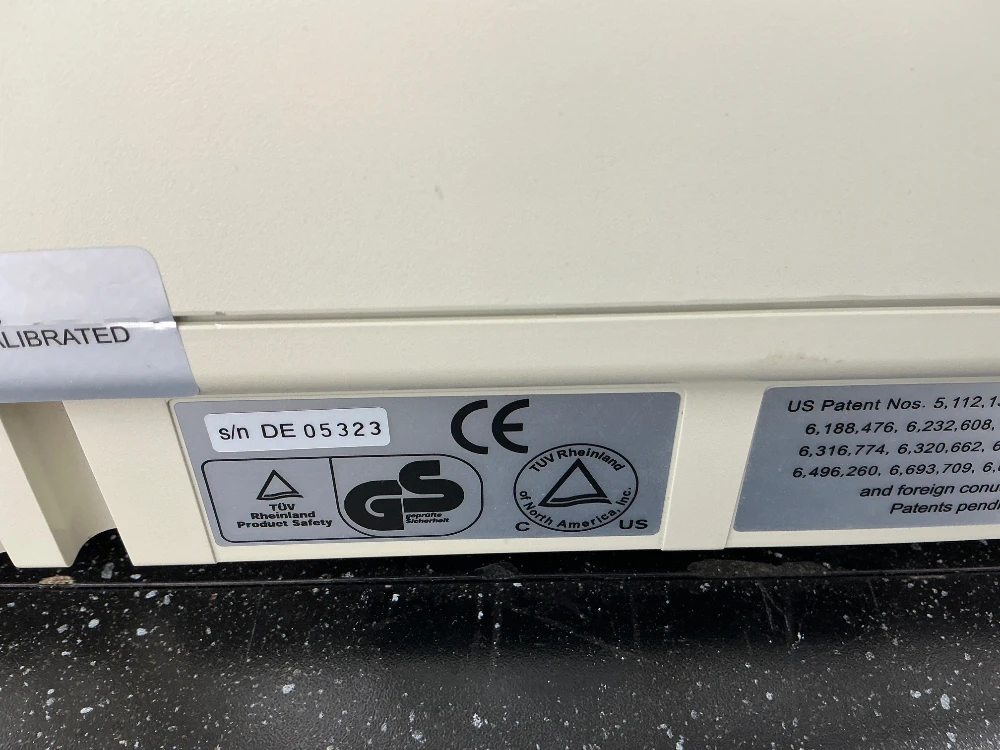 ALIBRATED
s/n DE 05323
CE
TÜV
Rheinland
Product Safety
GS
geprüfte
Sicherheit
TÜV Rheinland
of North America, Inc.
C US
US Patent Nos. 5,112,1
6,188,476, 6,232,608,
6,316,774, 6,320,662, 6
6,496,260, 6,693,709, 6,
and foreign
Patents